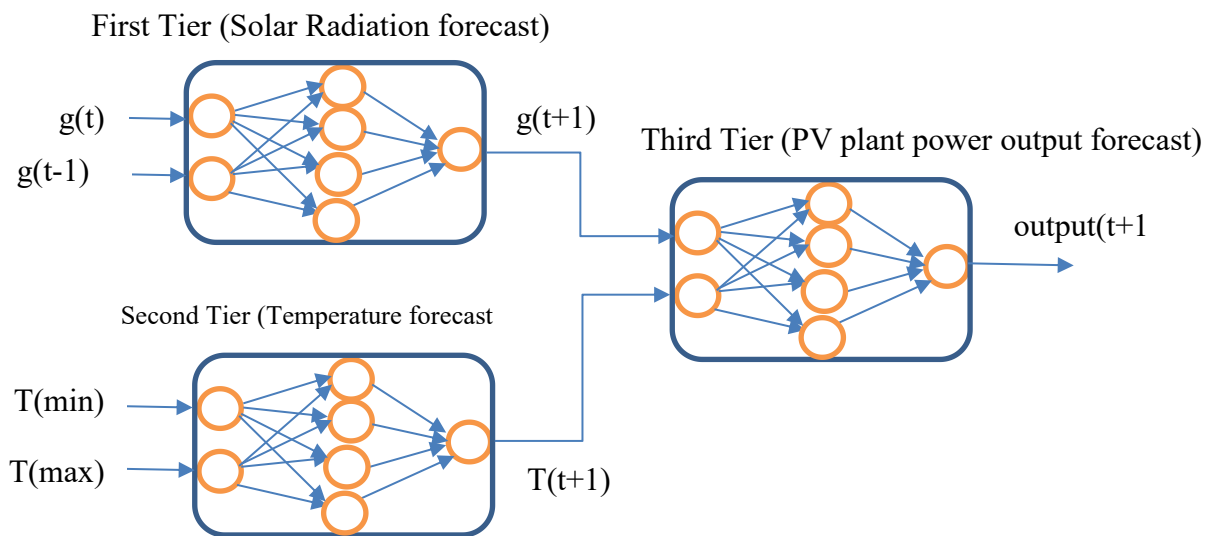 First Tier (Solar Radiation forecast)
g(t)
g(t-1)
g(t+1)
Third Tier (PV plant power output forecast)
output(t+1
Second Tier (Temperature forecast
T(min)
T(max)
T(t+1)